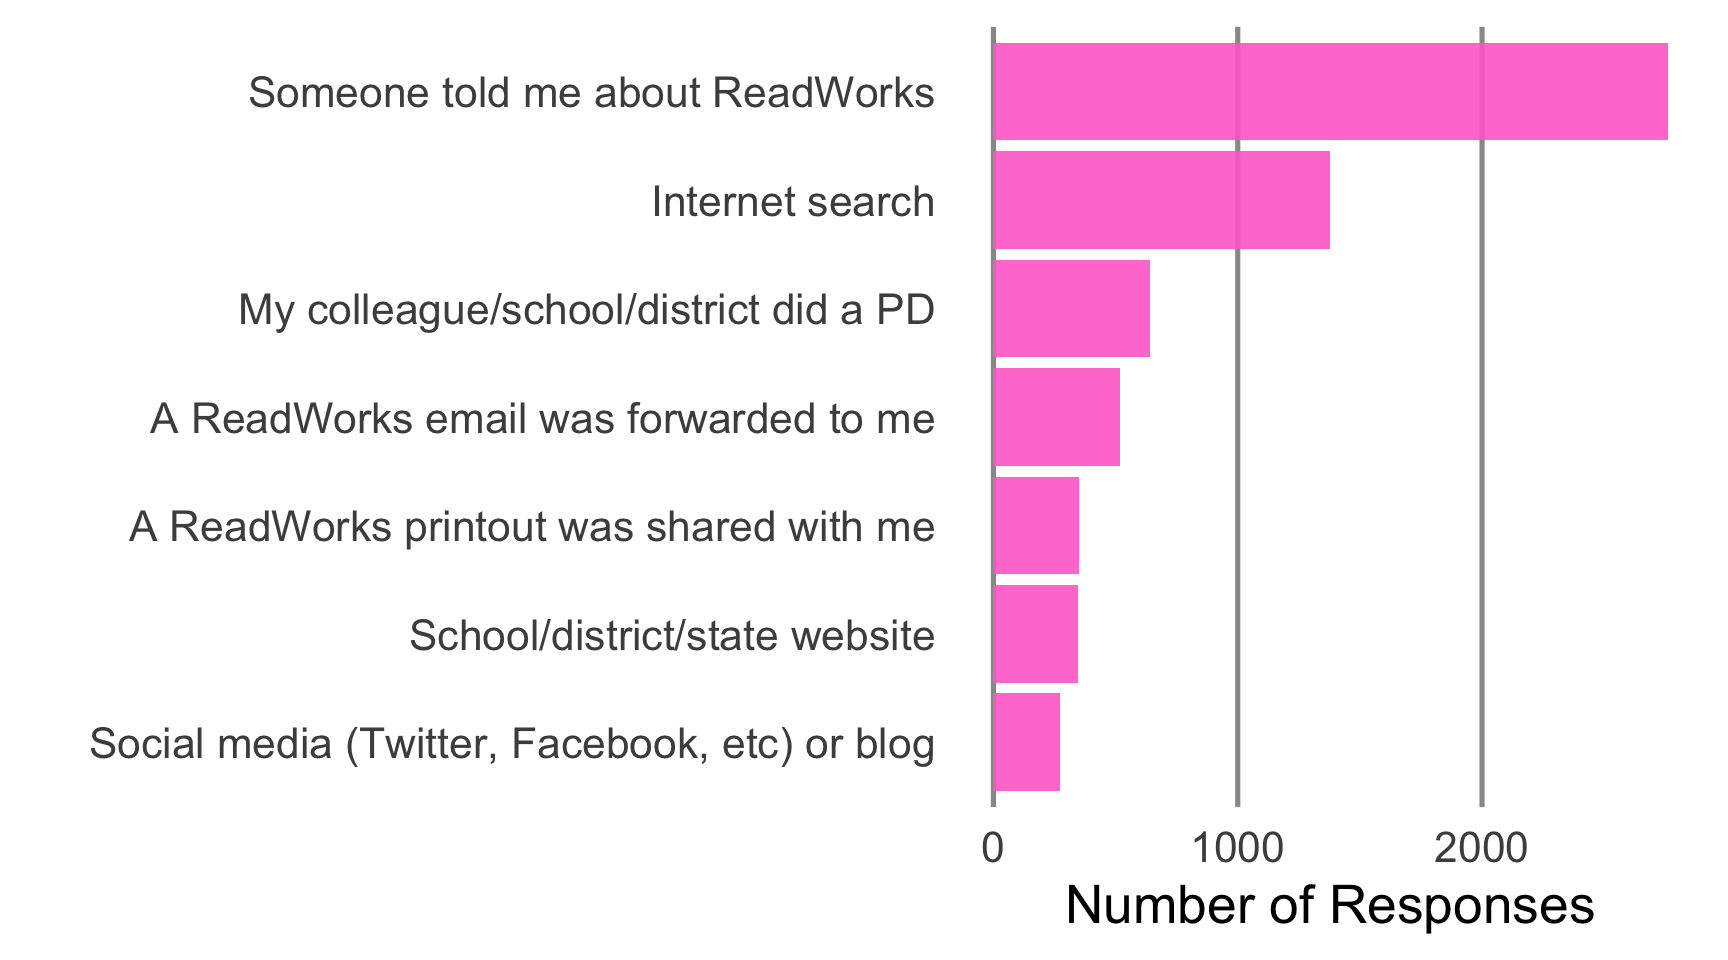 Someone told me about ReadWorks
Internet search
My colleague/school/district did a PD
A ReadWorks email was forwarded to me
A ReadWorks printout was shared with me
School/district/state website
Social media (Twitter, Facebook, etc) or blog
0 1000 2000
Number of Responses